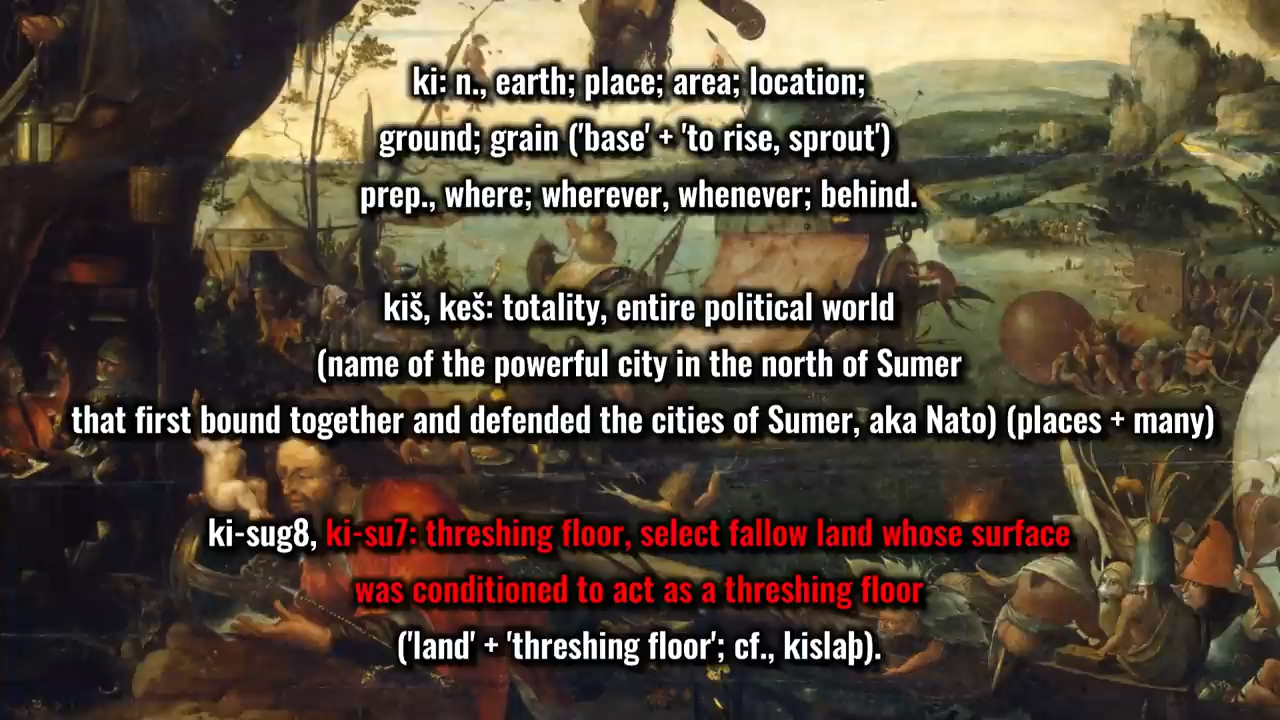 ki: n., earth; place; area; location;
ground; grain ('base' + 'to rise, sprout')
prep., where; wherever, whenever; behind.
kiš, keš: totality, entire political world
(name of the powerful city in the north of Sumer
that first bound together and defended the cities of Sumer, aka Nato) (places + many)
ki-sug8, ki-su7: threshing floor, select fallow land whose surface
was conditioned to act as a threshing floor
('land' + 'threshing floor'; cf., kislaþ).